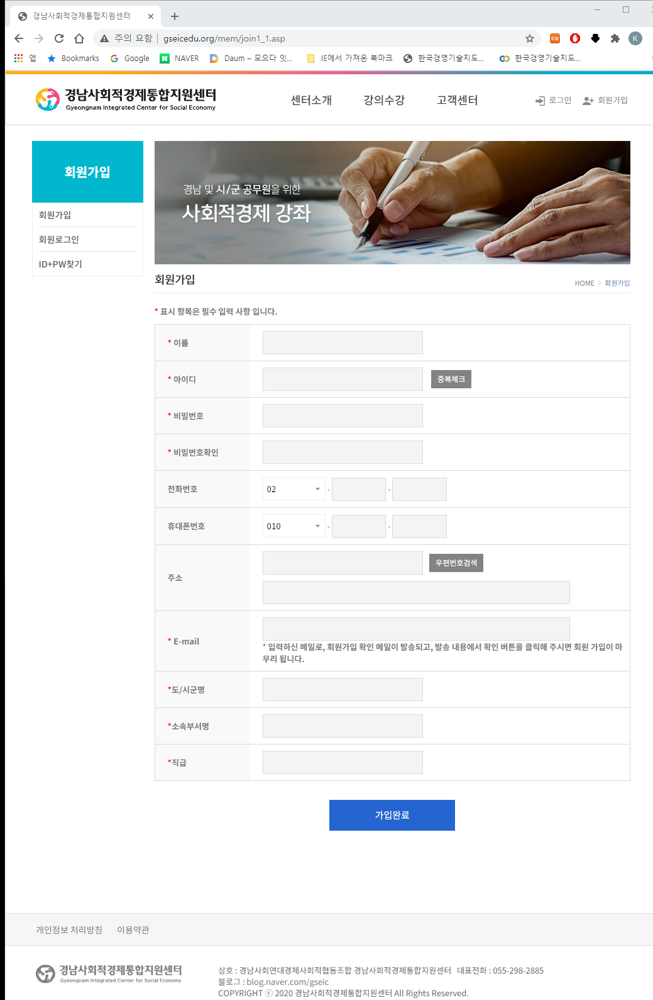 경남사회적경제통합지원센터
주의 요함 | gseicedu.org/mem/join1_1.asp
앱 Bookmarks Google NAVER Daum – 모으다 잇... IE에서 가져온 북마크 한국경영기술지도... 한국경영기술지도...
경남사회적경제통합지원센터
Gyeongnam Integrated Center for Social Economy
센터소개 강의수강 고객센터 로그인 회원가입
회원가입
회원가입
회원로그인
ID+PW찾기
경남 및 시/군 공무원을 위한
사회적경제 강좌
회원가입
HOME > 회원가입
* 표시 항목은 필수 입력 사항 입니다.
* 이름
* 아이디 중복체크
* 비밀번호
* 비밀번호확인
전화번호 02 - -
휴대폰번호 010 - -
주소 우편번호검색
* E-mail
* 입력하신 메일로, 회원가입 확인 메일이 발송되고, 발송 내용에서 확인 버튼을 클릭해 주시면 회원 가입이 마
무리 됩니다.
*도/시군명
*소속부서명
*직급
가입완료
개인정보 처리방침 이용약관
경남사회적경제통합지원센터
Gyeongnam Integrated Center for Social Economy
상호 : 경남사회연대경제사회적협동조합 경남사회적경제통합지원센터 대표전화 : 055-298-2885
블로그 : blog.naver.com/gseic
COPYRIGHT ⓒ 2020 경남사회적경제통합지원센터 All Rights Reserved.